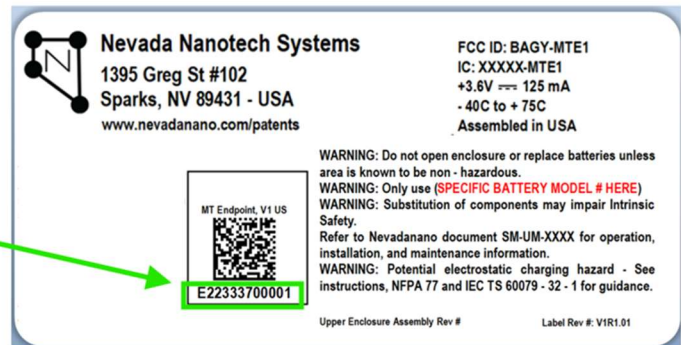 N
Nevada Nanotech Systems
1395 Greg St #102
Sparks, NV 89431 - USA
www.nevadanano.com/patents
FCC ID: BAGY-MTE1
IC: XXXXX-MTE1
+3.6V ⎓ 125 mA
- 40C to + 75C
Assembled in USA
WARNING: Do not open enclosure or replace batteries unless
area is known to be non - hazardous.
WARNING: Only use (SPECIFIC BATTERY MODEL # HERE)
WARNING: Substitution of components may impair Intrinsic
Safety.
Refer to Nevadanano document SM-UM-XXXX for operation,
installation, and maintenance information.
WARNING: Potential electrostatic charging hazard - See
instructions, NFPA 77 and IEC TS 60079 - 32 - 1 for guidance.
MT Endpoint, V1 US
E22333700001
Upper Enclosure Assembly Rev #
Label Rev #: V1R1.01